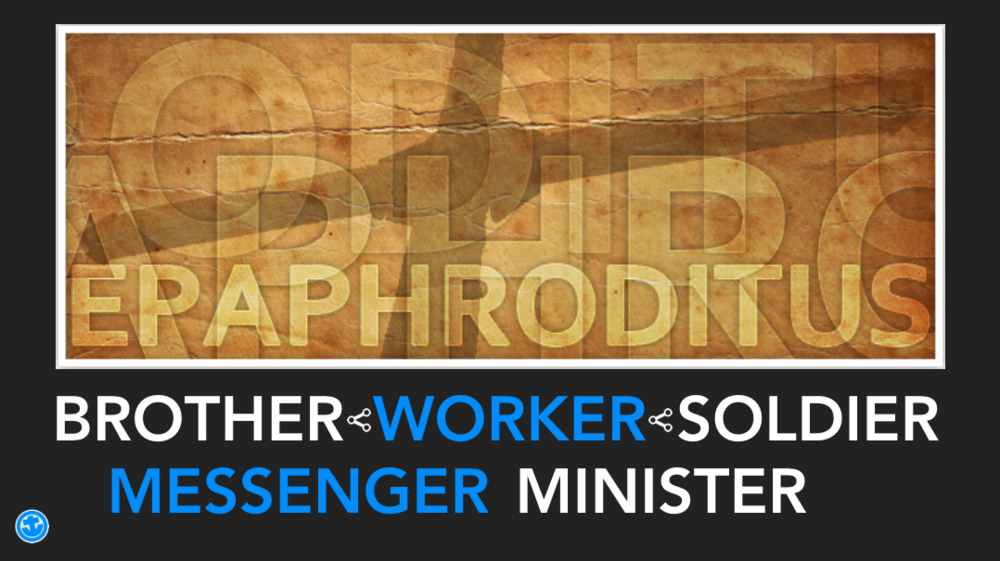 EPAPHRODITUS
BROTHER WORKER SOLDIER
MESSENGER MINISTER